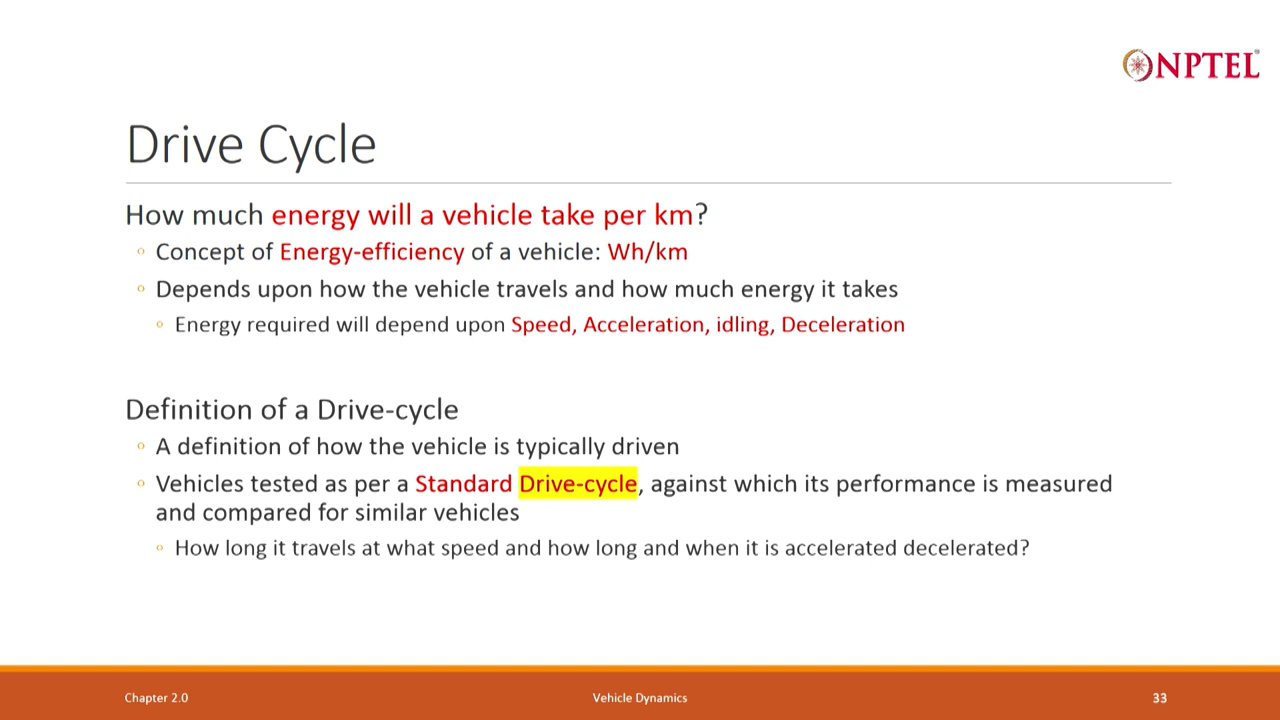 NPTEL
Drive Cycle
How much energy will a vehicle take per km?
◦ Concept of Energy-efficiency of a vehicle: Wh/km
◦ Depends upon how the vehicle travels and how much energy it takes
◦ Energy required will depend upon Speed, Acceleration, idling, Deceleration
Definition of a Drive-cycle
◦ A definition of how the vehicle is typically driven
◦ Vehicles tested as per a Standard Drive-cycle, against which its performance is measured
and compared for similar vehicles
◦ How long it travels at what speed and how long and when it is accelerated decelerated?
Chapter 2.0
Vehicle Dynamics
33